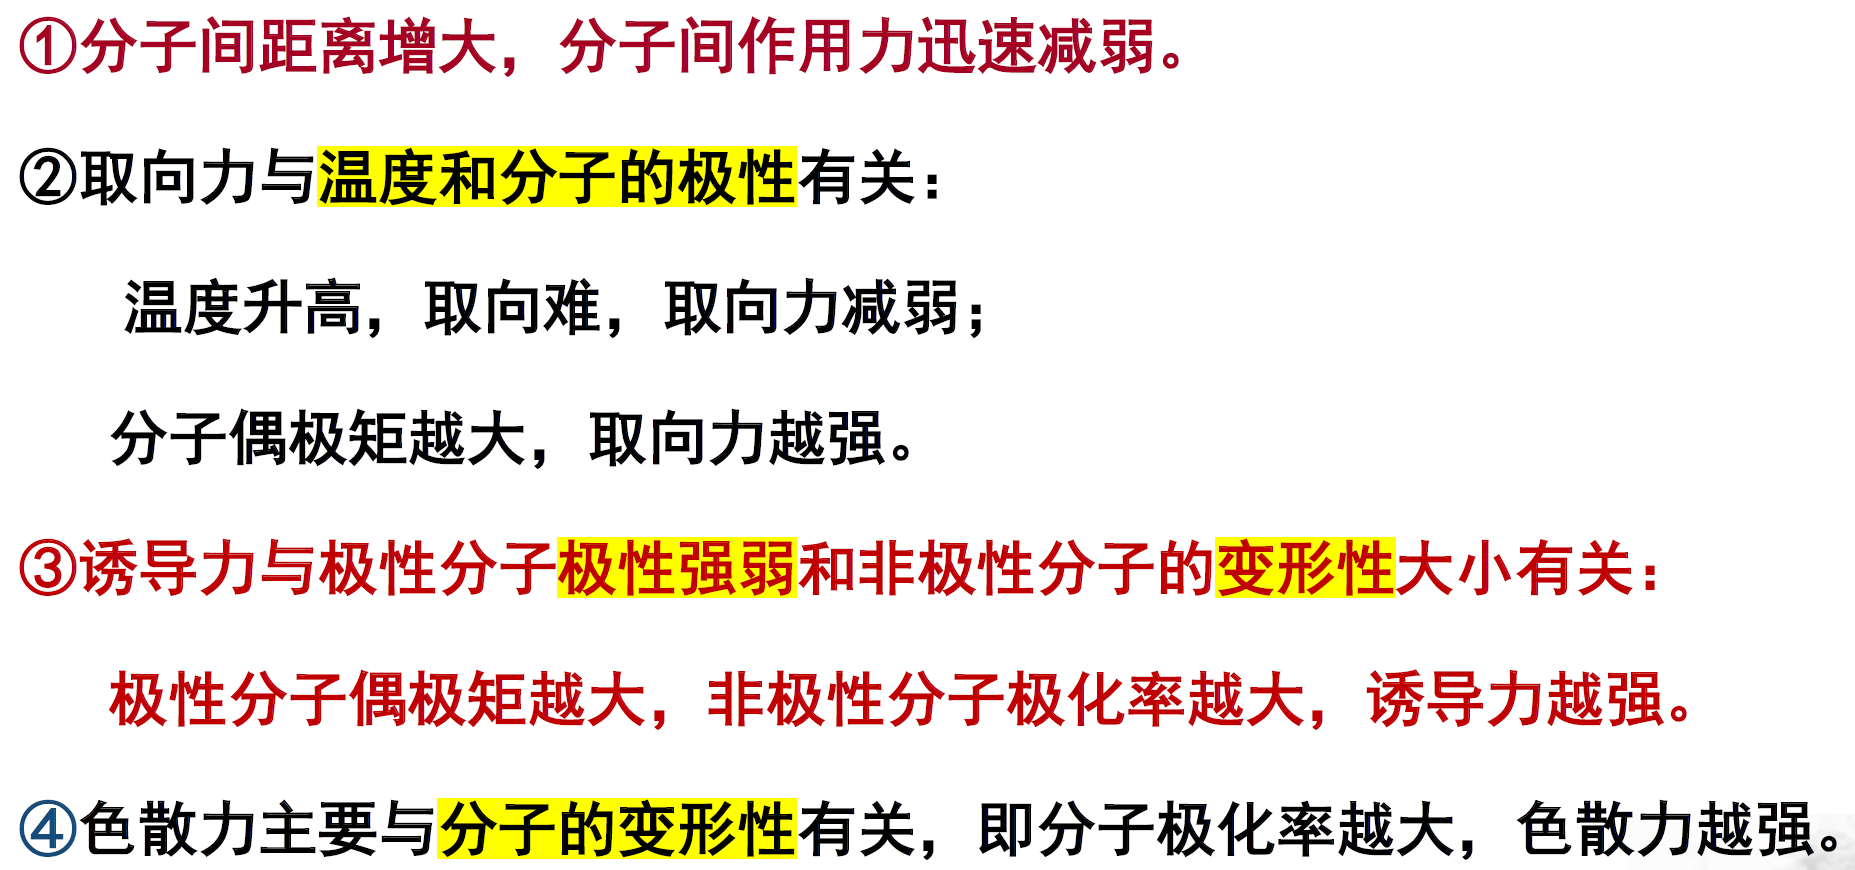 ①分子间距离增大，分子间作用力迅速减弱。
②取向力与温度和分子的极性有关：
温度升高，取向难，取向力减弱；
分子偶极矩越大，取向力越强。
③诱导力与极性分子极性强弱和非极性分子的变形性大小有关：
极性分子偶极矩越大，非极性分子极化率越大，诱导力越强。
④色散力主要与分子的变形性有关，即分子极化率越大，色散力越强。